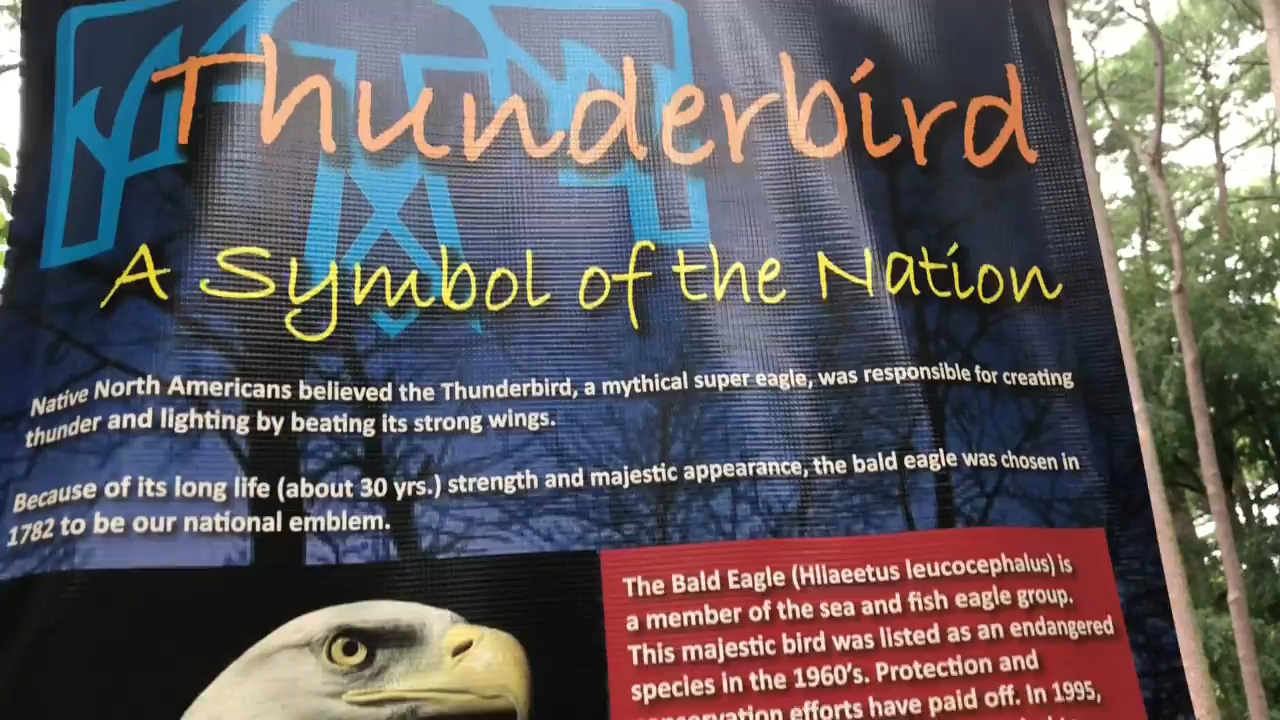 Thunderbird
A Symbol of the Nation
Native North Americans believed the Thunderbird, a mythical super eagle, was responsible for creating
thunder and lighting by beating its strong wings.
Because of its long life (about 30 yrs.) strength and majestic appearance, the bald eagle was chosen in
1782 to be our national emblem.
The Bald Eagle (Hliaeetus leucocephalus) is
a member of the sea and fish eagle group.
This majestic bird was listed as an endangered
species in the 1960's. Protection and
conservation efforts have paid off. In 1995,